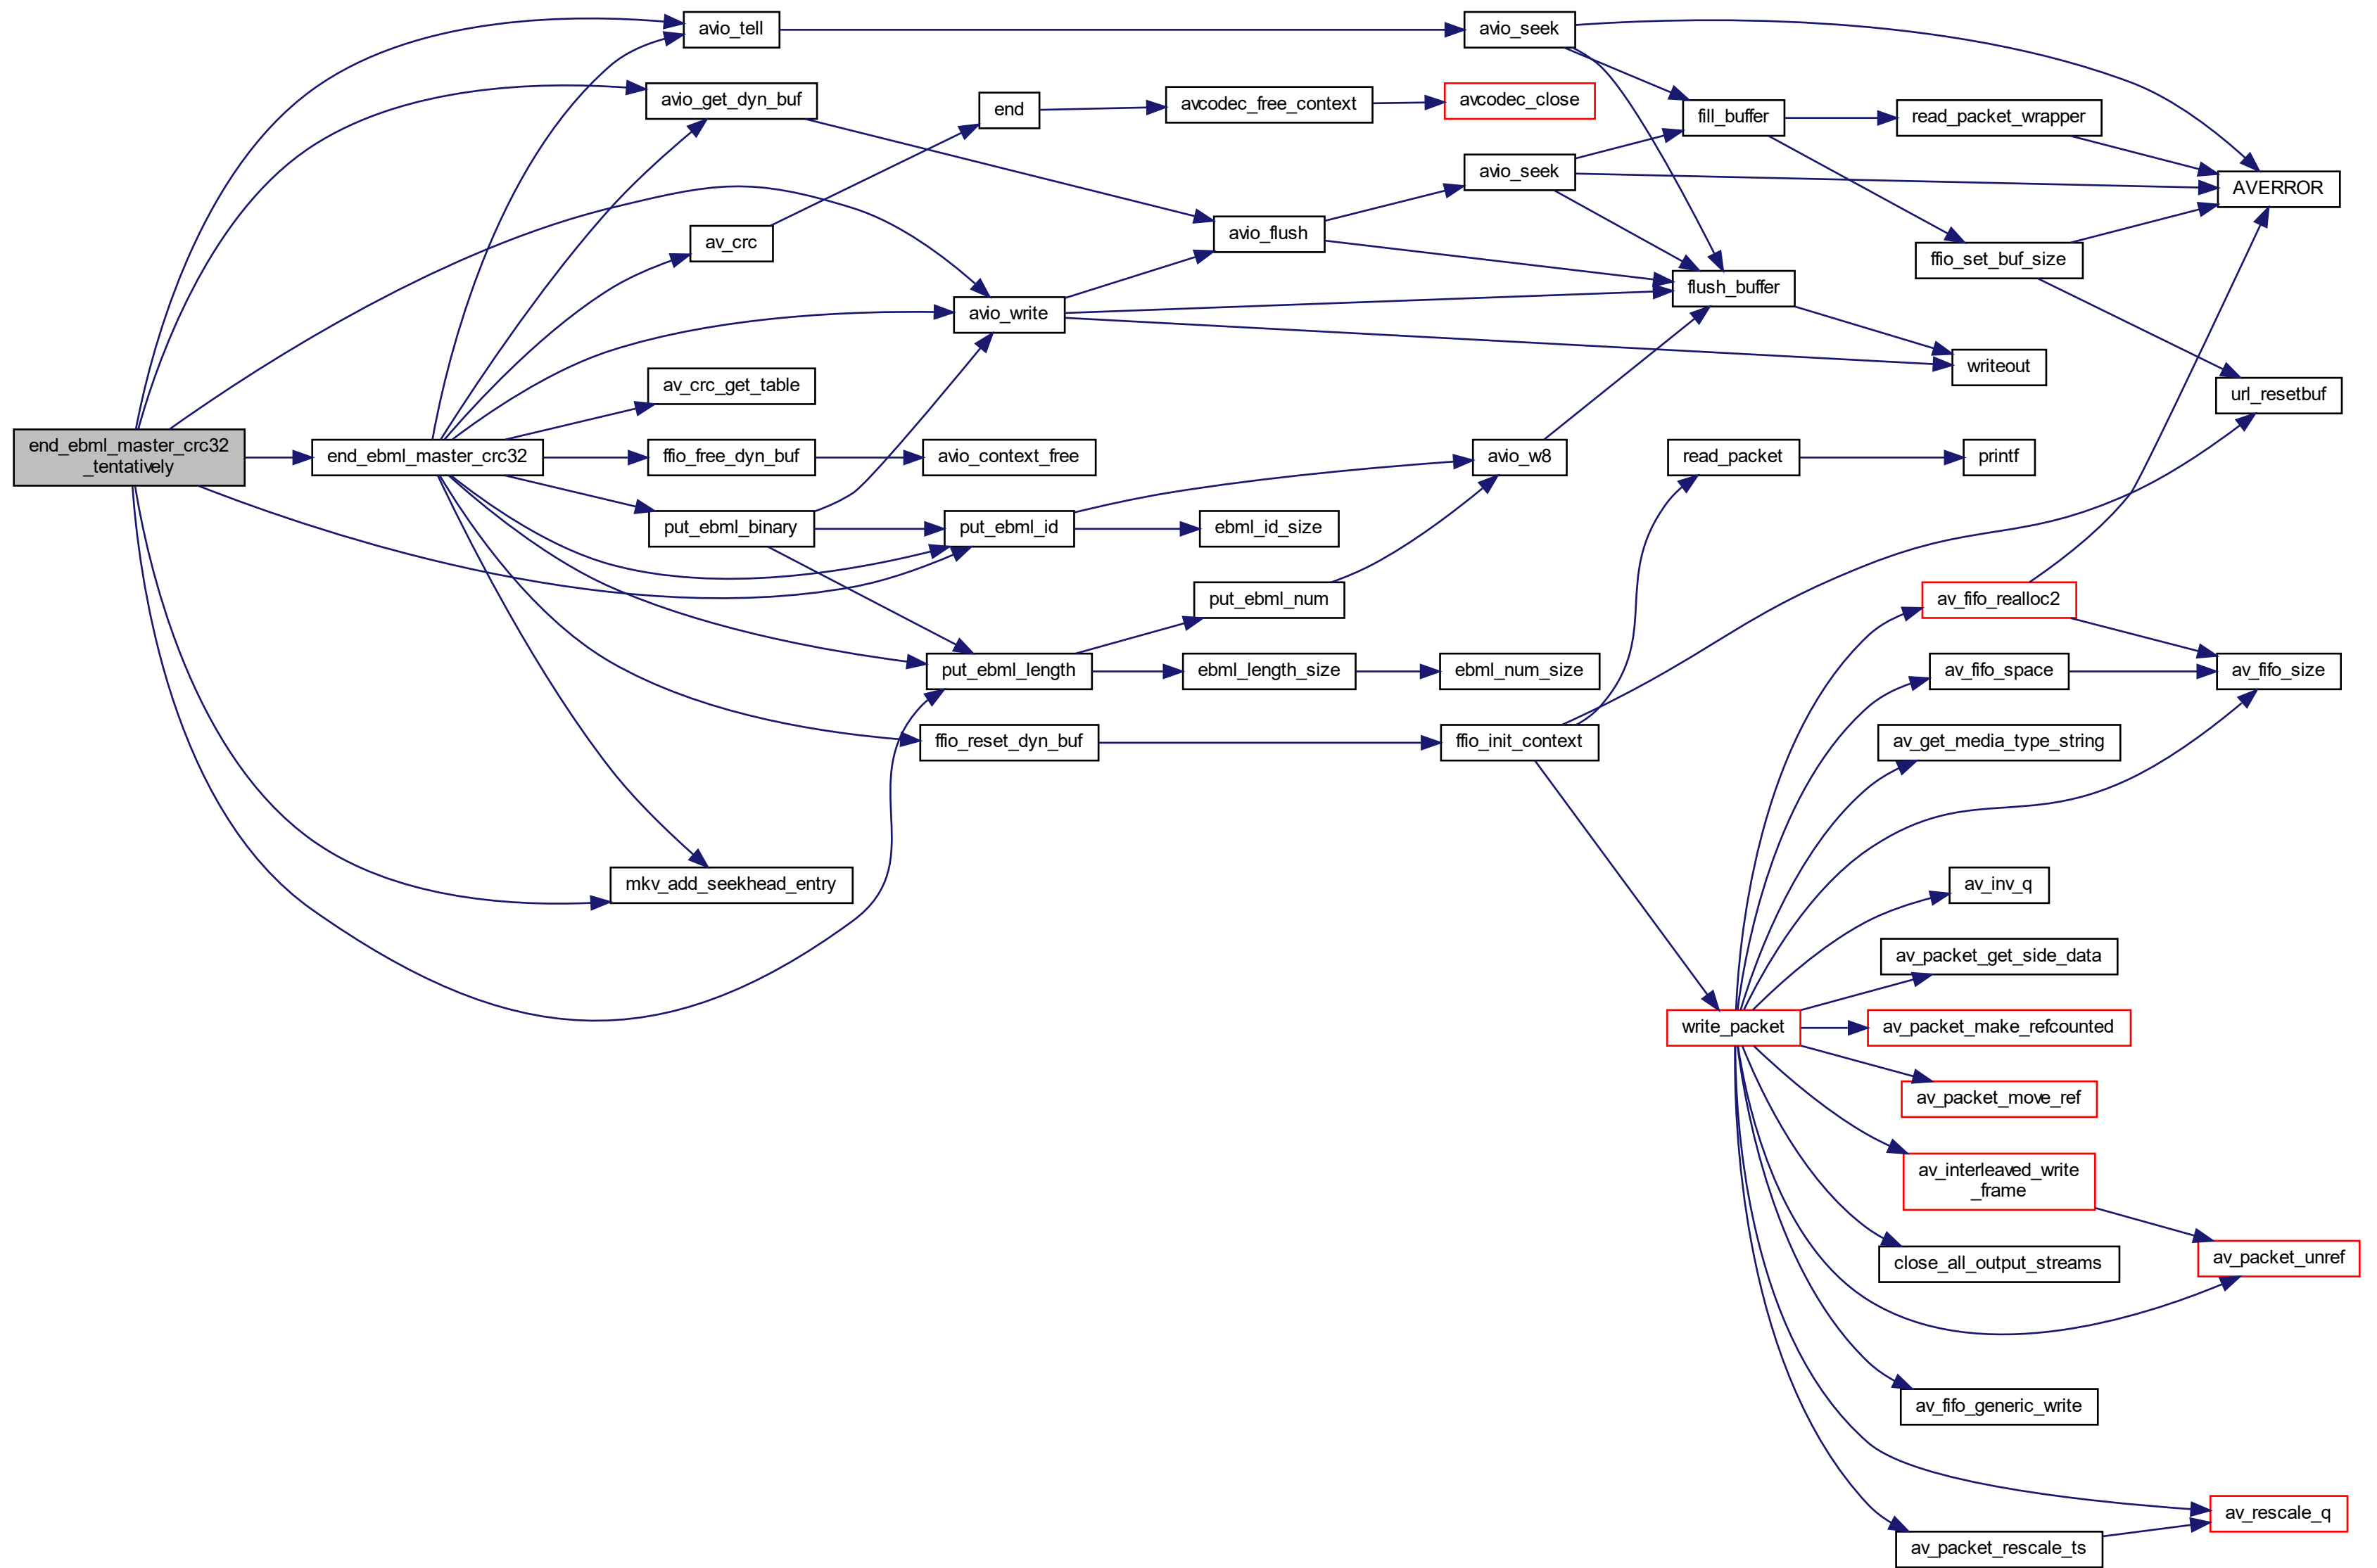 end_ebml_master_crc32
_tentatively
avio_tell
avio_get_dyn_buf
end_ebml_master_crc32
av_crc
av_crc_get_table
ffio_free_dyn_buf
put_ebml_binary
mkv_add_seekhead_entry
end
avio_write
avio_context_free
put_ebml_id
put_ebml_length
ffio_reset_dyn_buf
avcodec_free_context
avio_flush
ebml_id_size
put_ebml_num
ebml_length_size
avio_seek
avcodec_close
avio_seek
avio_w8
ebml_num_size
ffio_init_context
fill_buffer
flush_buffer
read_packet
write_packet
read_packet_wrapper
ffio_set_buf_size
writeout
printf
av_fifo_realloc2
av_fifo_space
av_get_media_type_string
av_inv_q
av_packet_get_side_data
av_packet_make_refcounted
av_packet_move_ref
av_interleaved_write
_frame
close_all_output_streams
av_fifo_generic_write
av_packet_rescale_ts
AVERROR
url_resetbuf
av_fifo_size
av_packet_unref
av_rescale_q